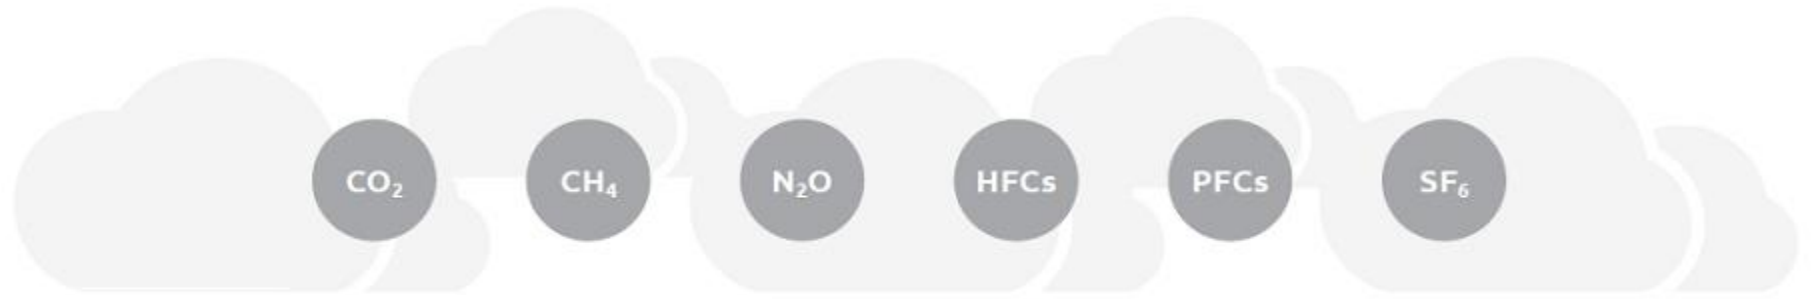 CO₂ CH₄ N₂O HFCs PFCs SF₆